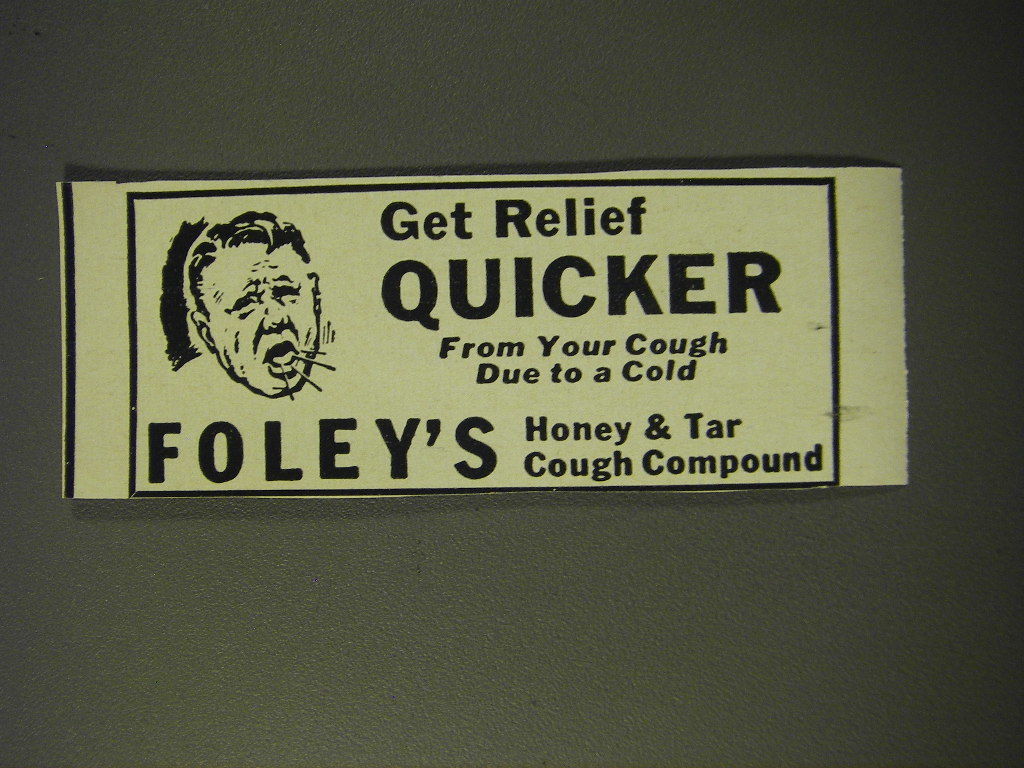 Get Relief
QUICKER
From Your Cough
Due to a Cold
FOLEY'S
Honey & Tar
Cough Compound